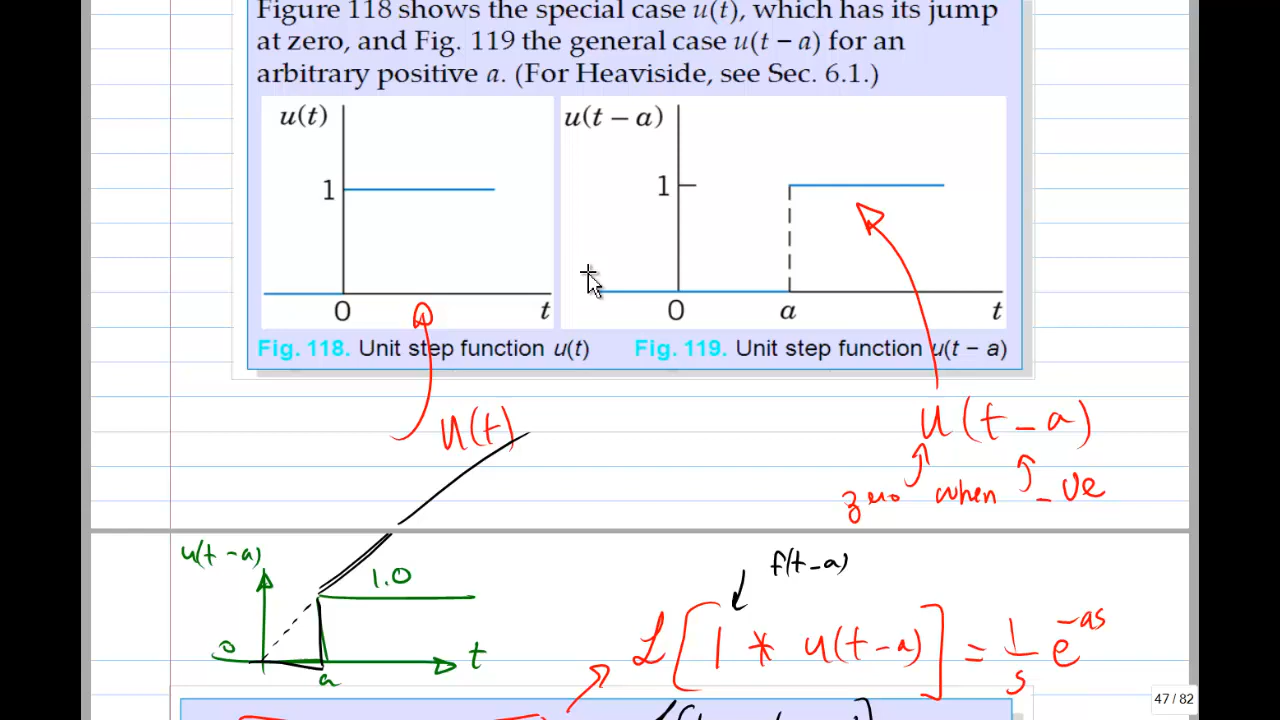 Figure 118 shows the special case u(t), which has its jump
at zero, and Fig. 119 the general case u(t − a) for an
arbitrary positive a. (For Heaviside, see Sec. 6.1.)
u(t)
1
0
t
Fig. 118. Unit step function u(t)
u(t − a)
1
0
a
t
Fig. 119. Unit step function u(t − a)
u(t)
u(t − a)
zero when -ve
u(t − a)
1.0
0
a
t
f(t − a)
ℒ[1 * u(t − a)] = 1/s e^-as
47 / 82